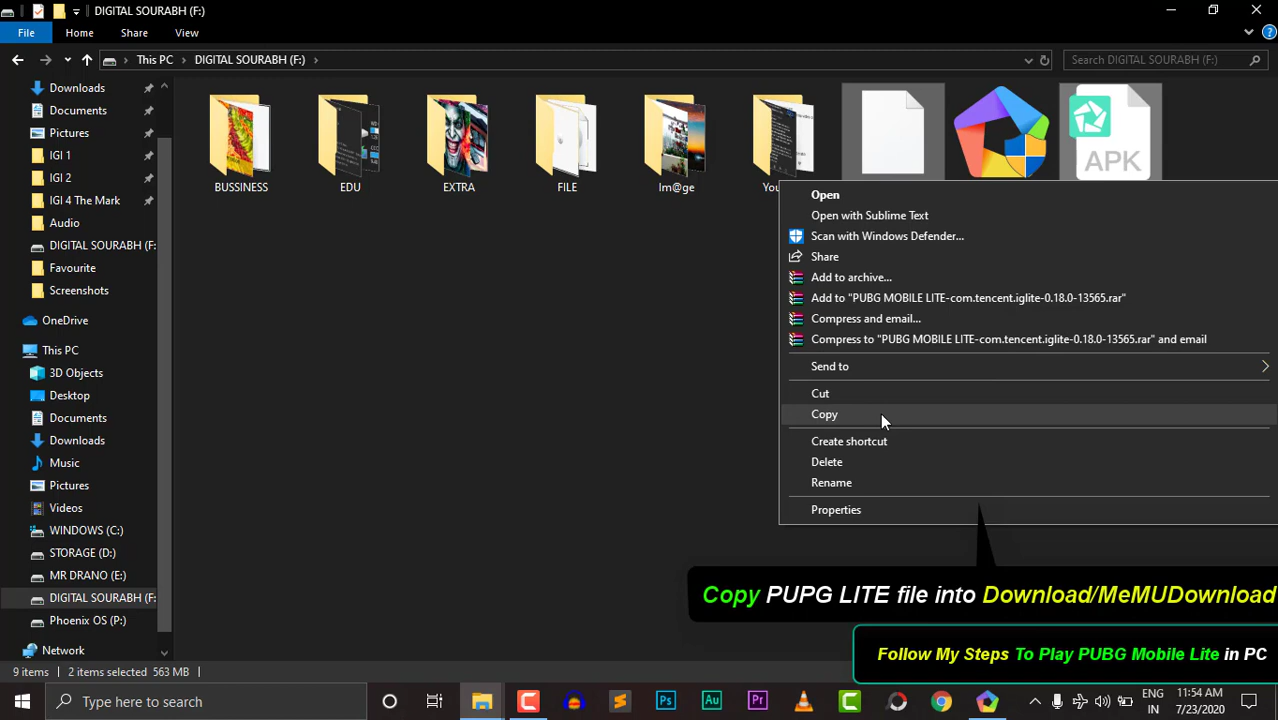 DIGITAL SOURABH (F:)
File Home Share View
This PC DIGITAL SOURABH (F:)
Search DIGITAL SOURABH (F:)
Downloads
Documents
Pictures
IGI 1
IGI 2
IGI 4 The Mark
Audio
DIGITAL SOURABH (F:
Favourite
Screenshots
OneDrive
This PC
3D Objects
Desktop
Documents
Downloads
Music
Pictures
Videos
WINDOWS (C:)
STORAGE (D:)
MR DRANO (E:)
DIGITAL SOURABH (F:
Phoenix OS (P:)
Network
APK
BUSSINESS
EDU
EXTRA
FILE
Im@ge
You
Open
Open with Sublime Text
Scan with Windows Defender...
Share
Add to archive...
Add to "PUBG MOBILE LITE-com.tencent.iglite-0.18.0-13565.rar"
Compress and email...
Compress to "PUBG MOBILE LITE-com.tencent.iglite-0.18.0-13565.rar" and email
Send to
Cut
Copy
Create shortcut
Delete
Rename
Properties
Copy PUPG LITE file into Download/MeMUDownload
Follow My Steps To Play PUBG Mobile Lite in PC
9 items 2 items selected 563 MB
Type here to search
Ps
Au
Pr
ENG
IN
11:54 AM
7/23/2020